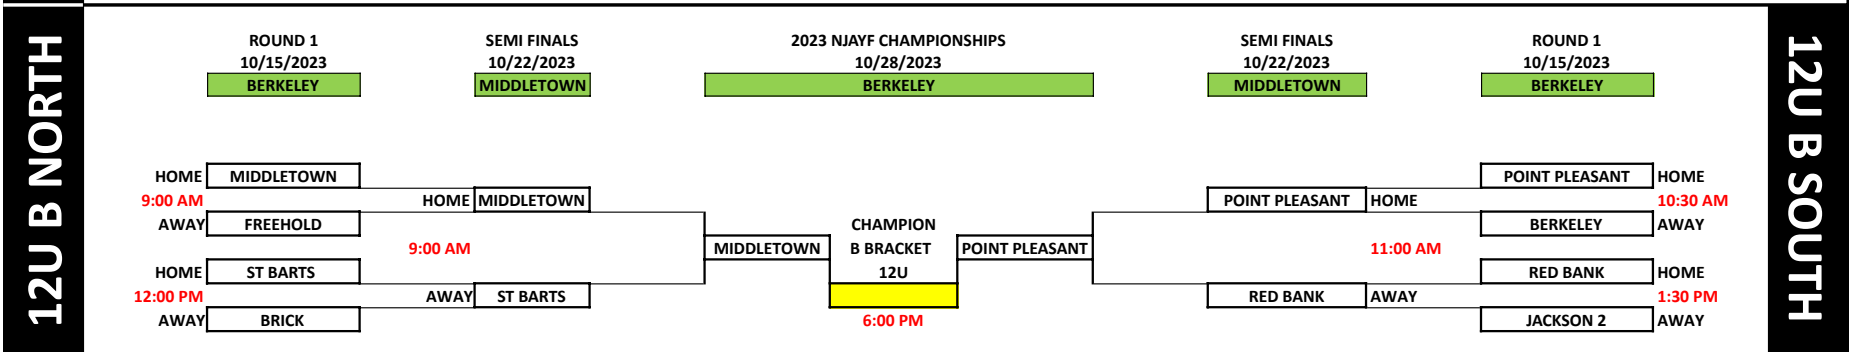 12U B NORTH
ROUND 1
10/15/2023
BERKELEY
SEMI FINALS
10/22/2023
MIDDLETOWN
2023 NJAYF CHAMPIONSHIPS
10/28/2023
BERKELEY
SEMI FINALS
10/22/2023
MIDDLETOWN
ROUND 1
10/15/2023
BERKELEY
HOME MIDDLETOWN
9:00 AM
AWAY FREEHOLD
HOME ST BARTS
12:00 PM
AWAY BRICK
HOME MIDDLETOWN
9:00 AM
AWAY ST BARTS
MIDDLETOWN
CHAMPION
B BRACKET
12U
6:00 PM
POINT PLEASANT
POINT PLEASANT HOME
11:00 AM
RED BANK AWAY
POINT PLEASANT HOME
10:30 AM
BERKELEY AWAY
RED BANK HOME
1:30 PM
JACKSON 2 AWAY
12U B SOUTH